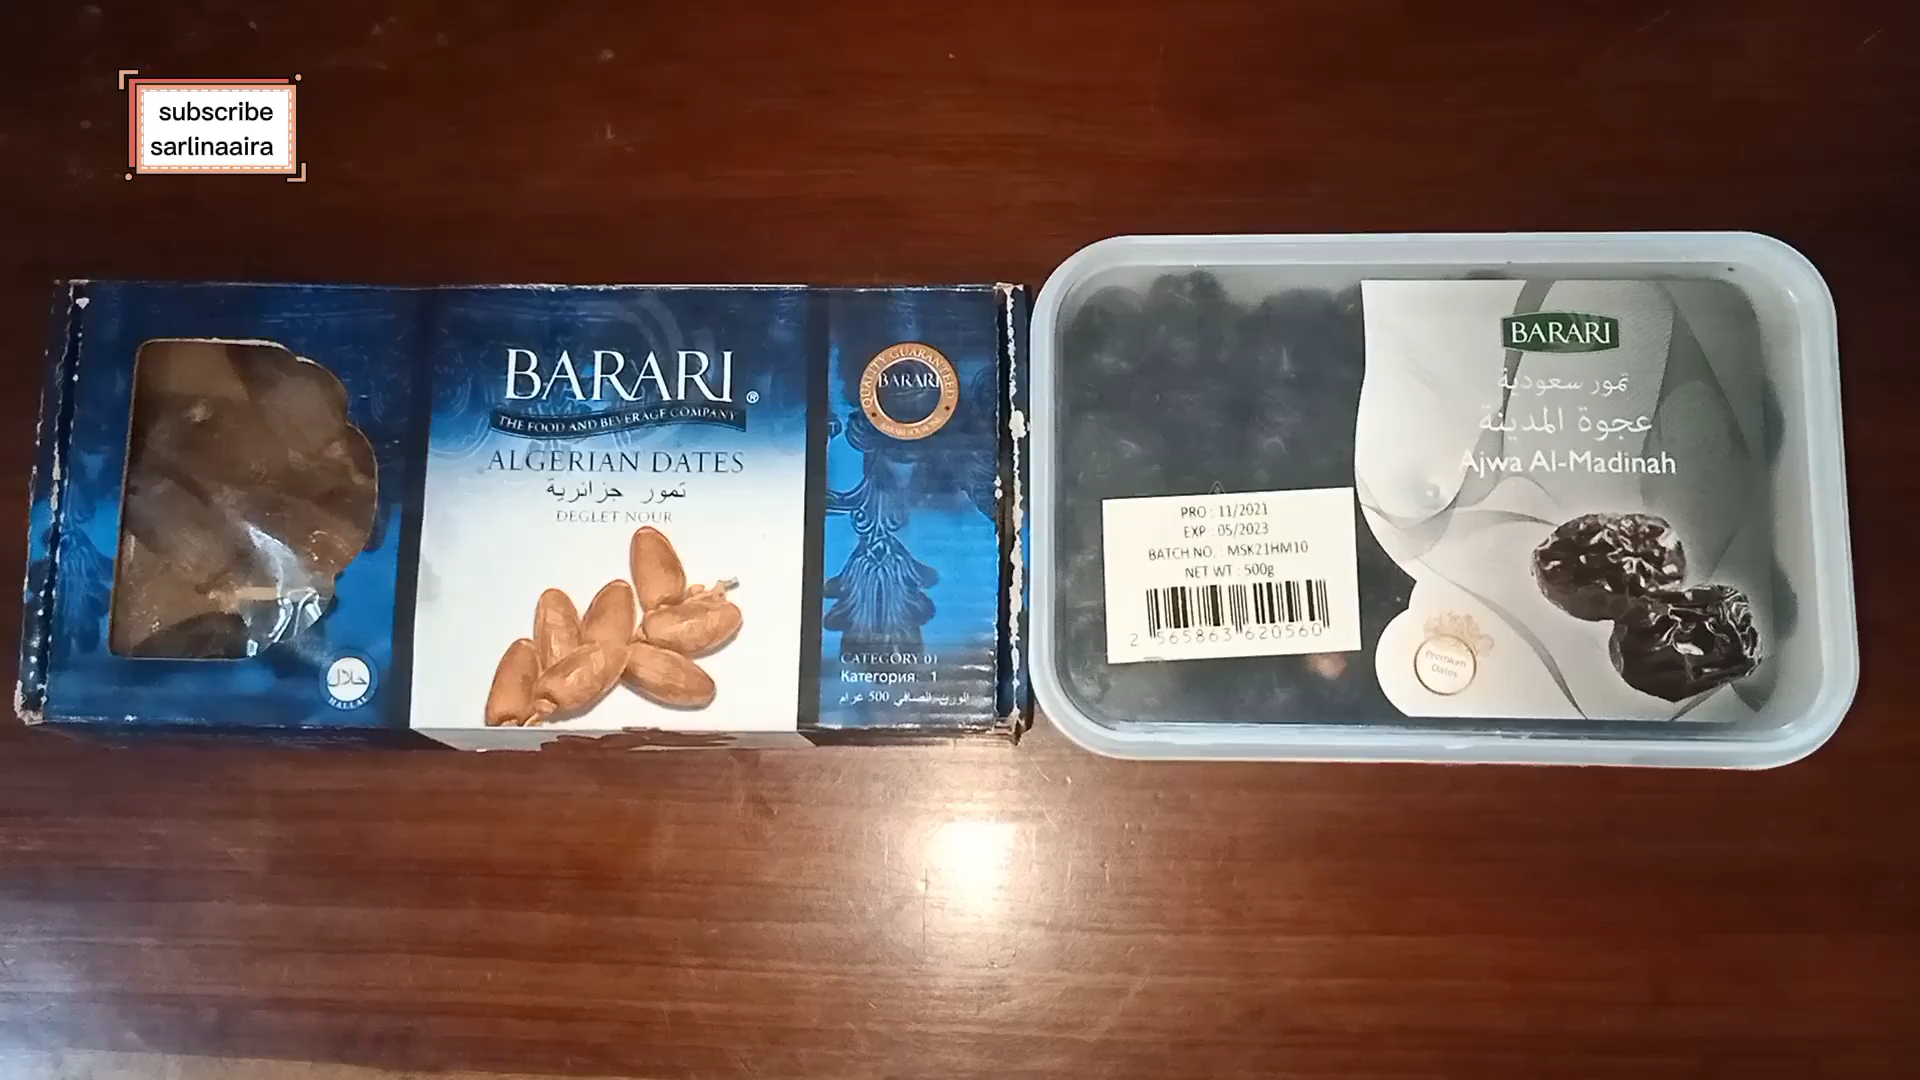 subscribe
sarlinaaira
BARARI®
THE FOOD AND BEVERAGE COMPANY
ALGERIAN DATES
تمور جزائرية
DEGLET NOUR
حلال
HALLAL
QUALITY GUARANTEED
BARARI
CATEGORY 01
Категория 1
الوزن الصافي 500 غرام
BARARI
تمور سعودية
عجوة المدينة
Ajwa Al-Madinah
PRO : 11/2021
EXP : 05/2023
BATCH NO. : MSK21HM10
NET WT : 500g
2 565863 620560
Premium
Dates